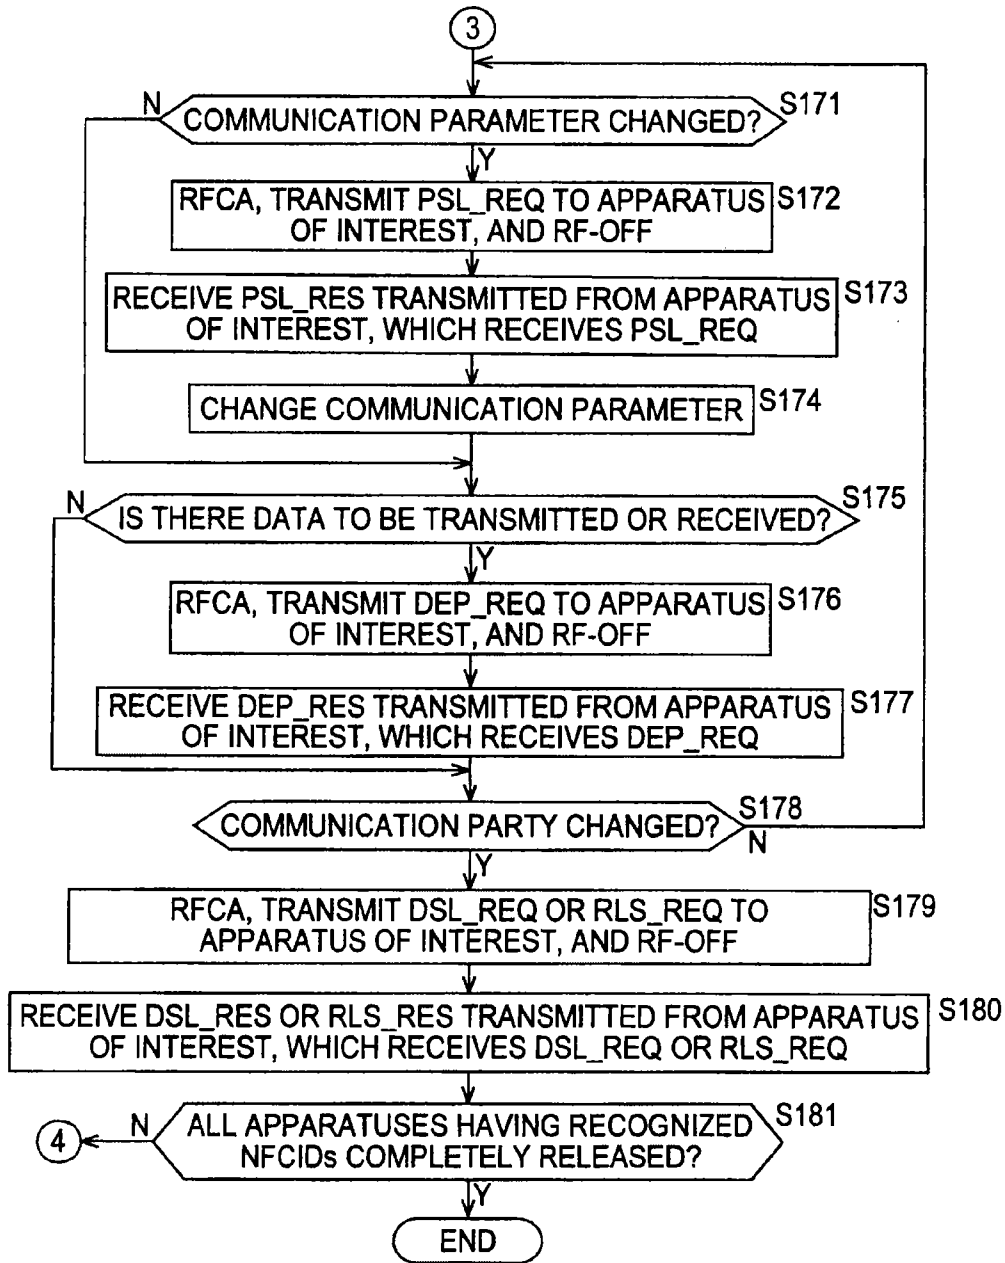 3
N
COMMUNICATION PARAMETER CHANGED?
S171
Y
RFCA, TRANSMIT PSL_REQ TO APPARATUS
OF INTEREST, AND RF-OFF
S172
RECEIVE PSL_RES TRANSMITTED FROM APPARATUS
OF INTEREST, WHICH RECEIVES PSL_REQ
S173
CHANGE COMMUNICATION PARAMETER
S174
N
IS THERE DATA TO BE TRANSMITTED OR RECEIVED?
S175
Y
RFCA, TRANSMIT DEP_REQ TO APPARATUS
OF INTEREST, AND RF-OFF
S176
RECEIVE DEP_RES TRANSMITTED FROM APPARATUS
OF INTEREST, WHICH RECEIVES DEP_REQ
S177
COMMUNICATION PARTY CHANGED?
S178
N
Y
RFCA, TRANSMIT DSL_REQ OR RLS_REQ TO
APPARATUS OF INTEREST, AND RF-OFF
S179
RECEIVE DSL_RES OR RLS_RES TRANSMITTED FROM APPARATUS
OF INTEREST, WHICH RECEIVES DSL_REQ OR RLS_REQ
S180
4
N
ALL APPARATUSES HAVING RECOGNIZED
NFCIDs COMPLETELY RELEASED?
S181
Y
END